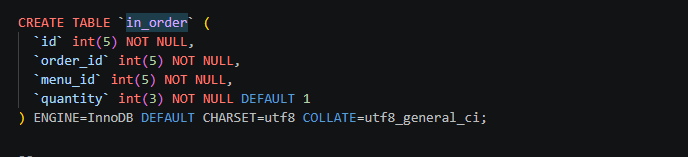 CREATE TABLE `in_order` (
  `id` int(5) NOT NULL,
  `order_id` int(5) NOT NULL,
  `menu_id` int(5) NOT NULL,
  `quantity` int(3) NOT NULL DEFAULT 1
) ENGINE=InnoDB DEFAULT CHARSET=utf8 COLLATE=utf8_general_ci;